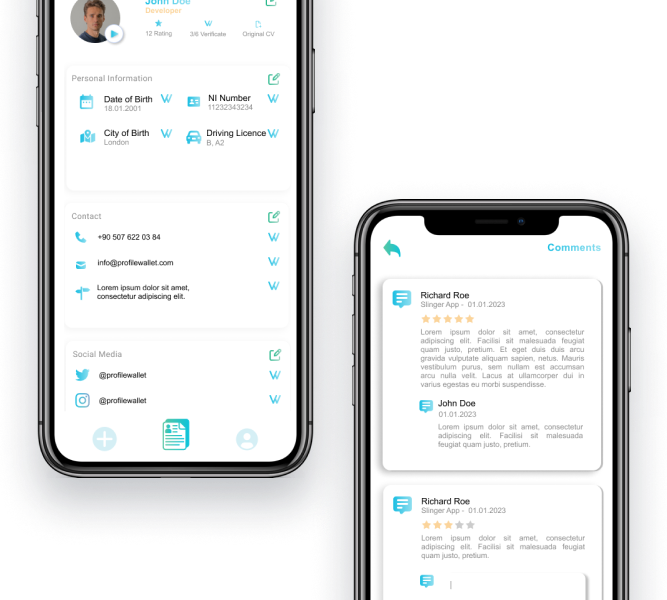 John Doe
Developer
12 Rating
3/6 Verificate
Original CV
Personal Information
Date of Birth
18.01.2001
NI Number
11232343234
City of Birth
London
Driving Licence
B, A2
Contact
+90 507 622 03 84
info@profilewallet.com
Lorem ipsum dolor sit amet,
consectetur adipiscing elit.
Social Media
@profilewallet
@profilewallet
Comments
Richard Roe
Slinger App - 01.01.2023
Lorem ipsum dolor sit amet, consectetur
adipiscing elit. Facilisi sit malesuada feugiat
quam justo, pretium. Et eget duis duis arcu
gravida vulputate aliquam sapien, netus. Mauris
vestibulum purus, sem nullam est accumsan
arcu nulla velit. Lacus at ullamcorper dui in
varius egestas eu morbi suspendisse.
John Doe
01.01.2023
Lorem ipsum dolor sit amet, consectetur
adipiscing elit. Facilisi sit malesuada
feugiat quam justo, pretium.
Richard Roe
Slinger App - 01.01.2023
Lorem ipsum dolor sit amet, consectetur
adipiscing elit. Facilisi sit malesuada feugiat
quam justo, pretium.